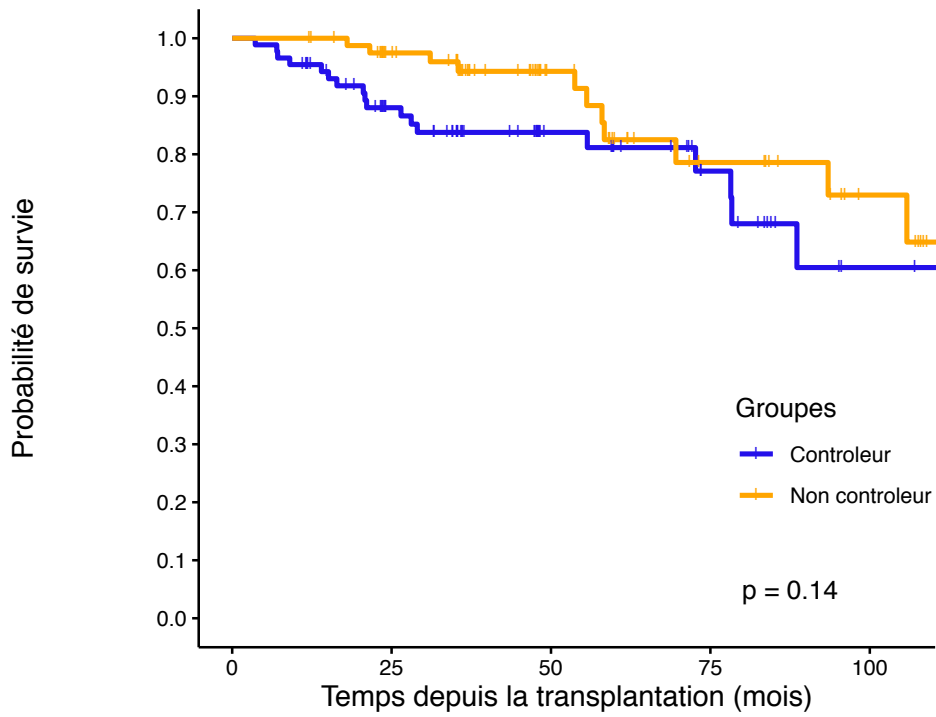 Probabilité de survie
1.0
0.9
0.8
0.7
0.6
0.5
0.4
0.3
0.2
0.1
0.0
Groupes
Controleur
Non controleur
p = 0.14
0 25 50 75 100
Temps depuis la transplantation (mois)